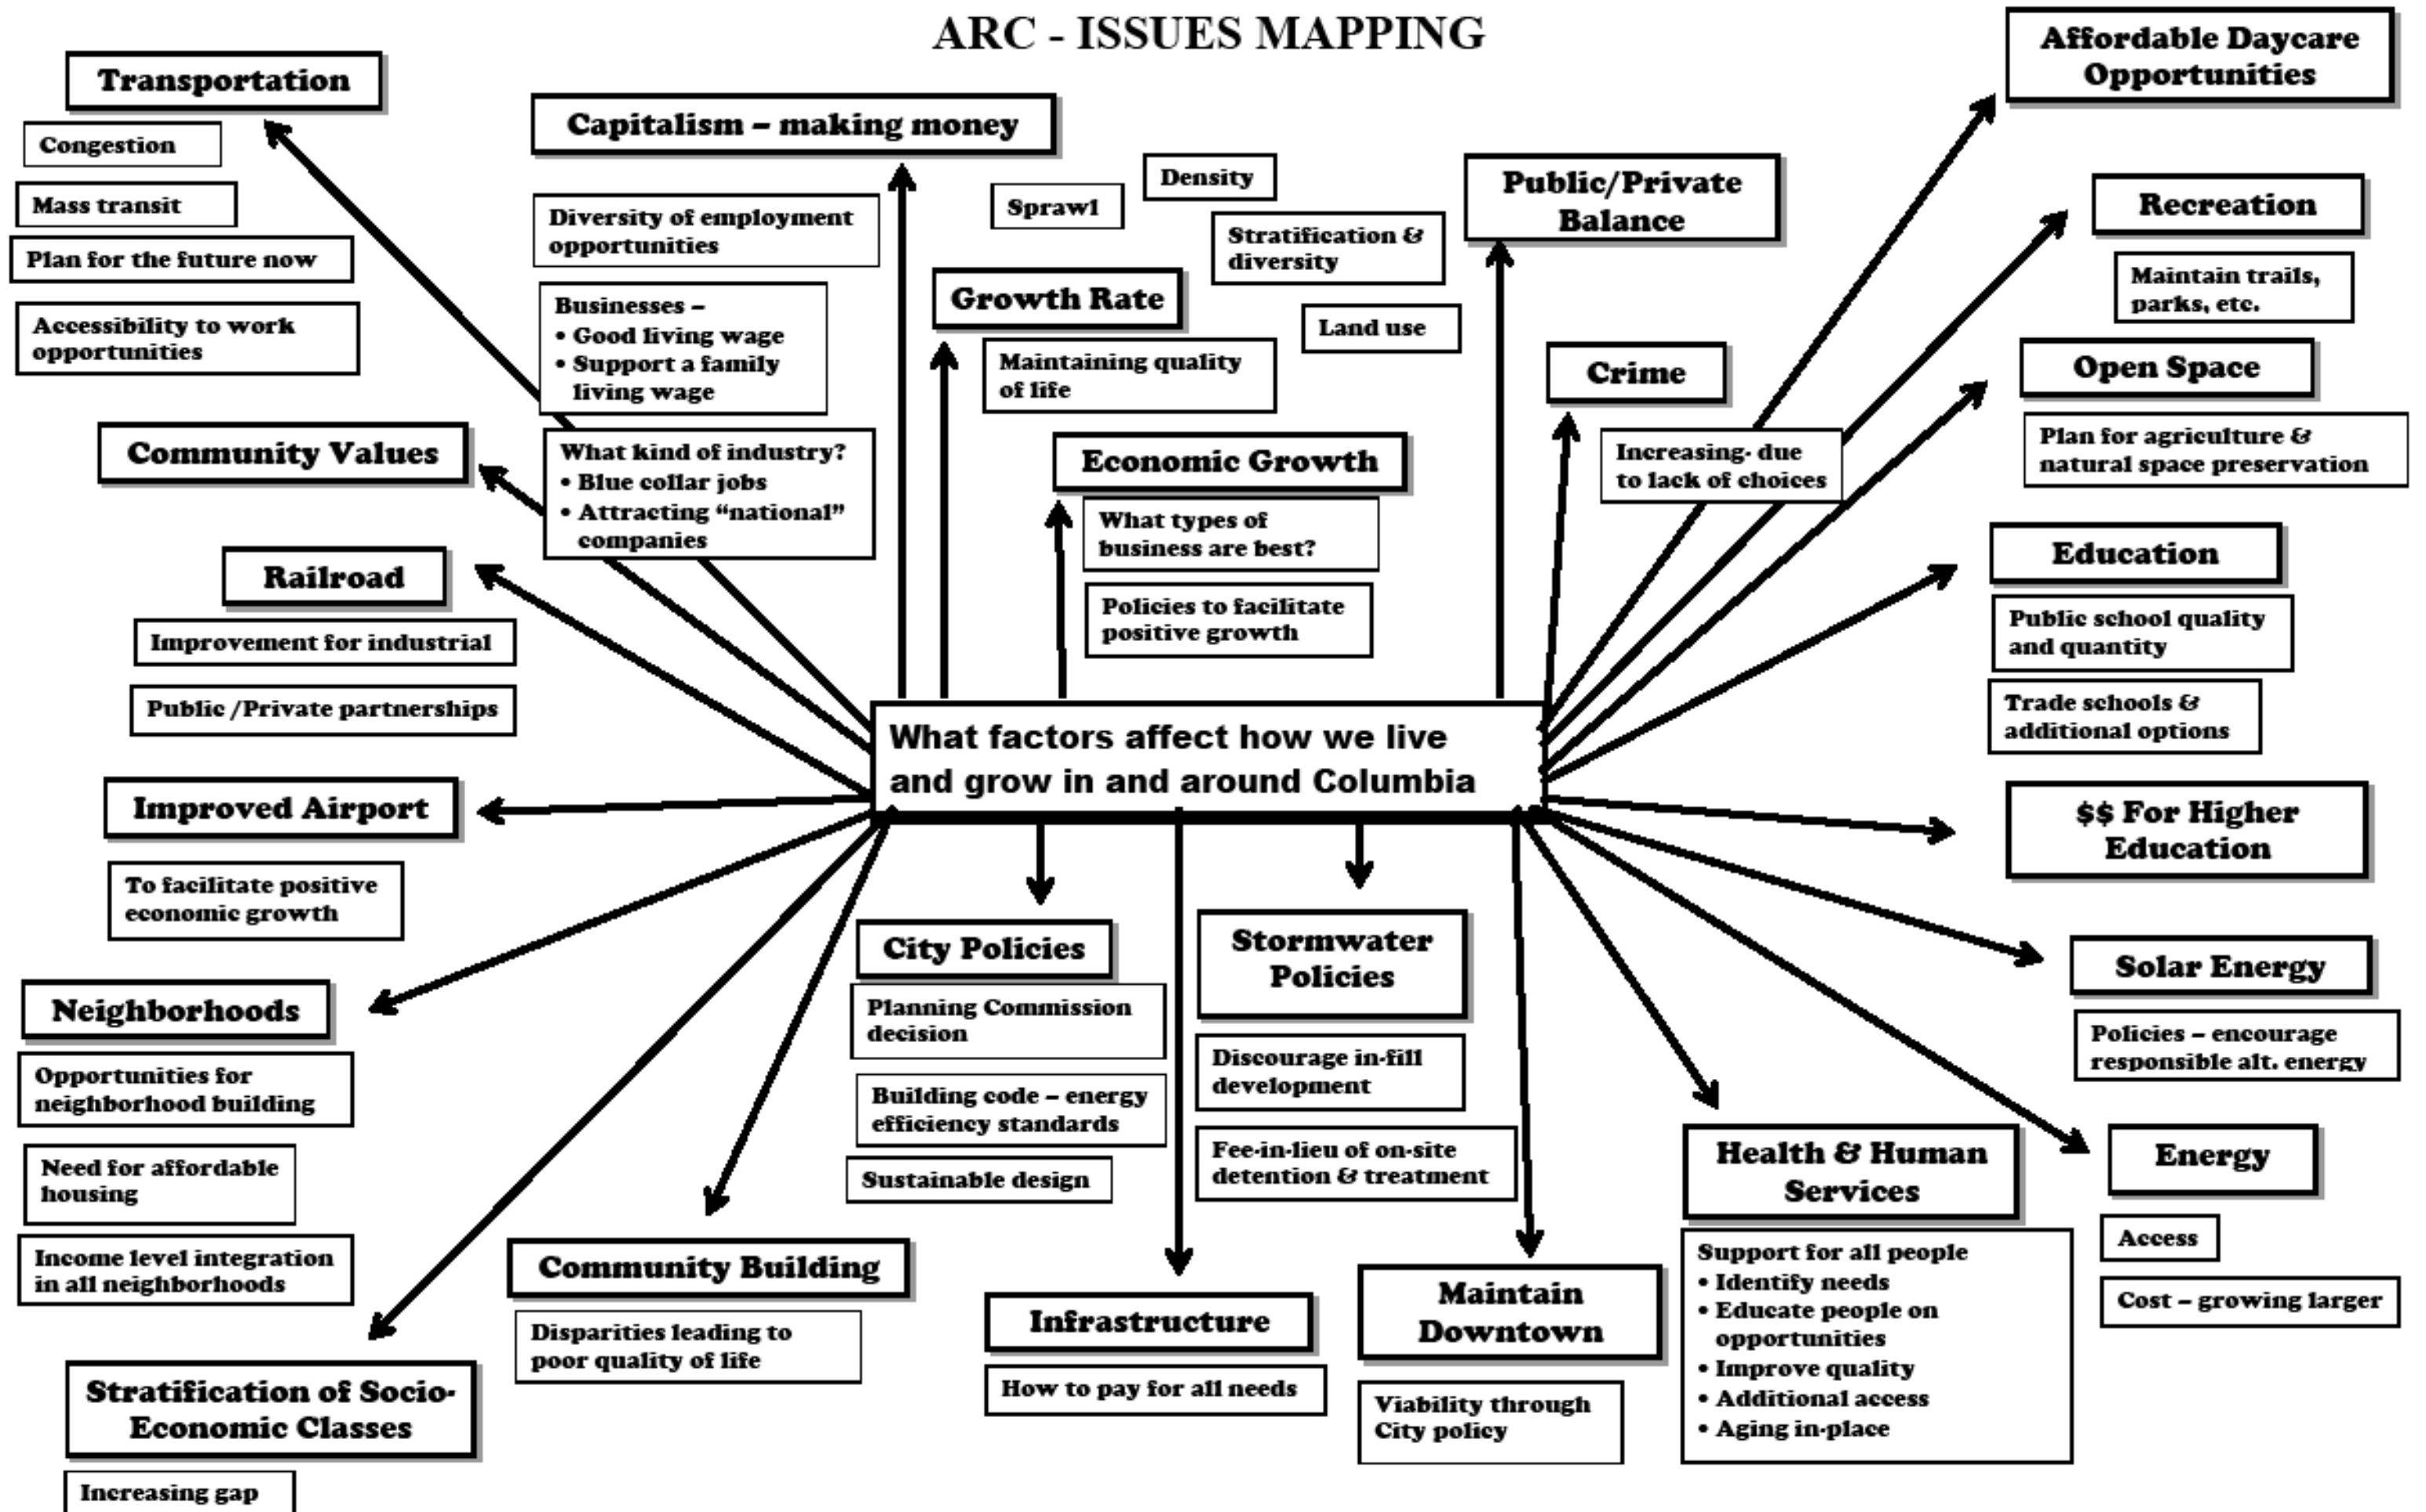 ARC - ISSUES MAPPING
Transportation
Congestion
Mass transit
Plan for the future now
Accessibility to work
opportunities
Capitalism – making money
Diversity of employment
opportunities
Businesses –
• Good living wage
• Support a family
living wage
What kind of industry?
• Blue collar jobs
• Attracting “national”
companies
Sprawl
Density
Stratification &
diversity
Land use
Growth Rate
Maintaining quality
of life
Economic Growth
What types of
business are best?
Policies to facilitate
positive growth
Public/Private
Balance
Crime
Increasing- due
to lack of choices
Affordable Daycare
Opportunities
Recreation
Maintain trails,
parks, etc.
Open Space
Plan for agriculture &
natural space preservation
Education
Public school quality
and quantity
Trade schools &
additional options
$$ For Higher
Education
Solar Energy
Policies – encourage
responsible alt. energy
Energy
Access
Cost – growing larger
Community Values
Railroad
Improvement for industrial
Public /Private partnerships
What factors affect how we live
and grow in and around Columbia
Improved Airport
To facilitate positive
economic growth
Neighborhoods
Opportunities for
neighborhood building
Need for affordable
housing
Income level integration
in all neighborhoods
Stratification of Socio-
Economic Classes
Increasing gap
Community Building
Disparities leading to
poor quality of life
City Policies
Planning Commission
decision
Building code – energy
efficiency standards
Sustainable design
Infrastructure
How to pay for all needs
Stormwater
Policies
Discourage in-fill
development
Fee-in-lieu of on-site
detention & treatment
Maintain
Downtown
Viability through
City policy
Health & Human
Services
Support for all people
• Identify needs
• Educate people on
opportunities
• Improve quality
• Additional access
• Aging in-place